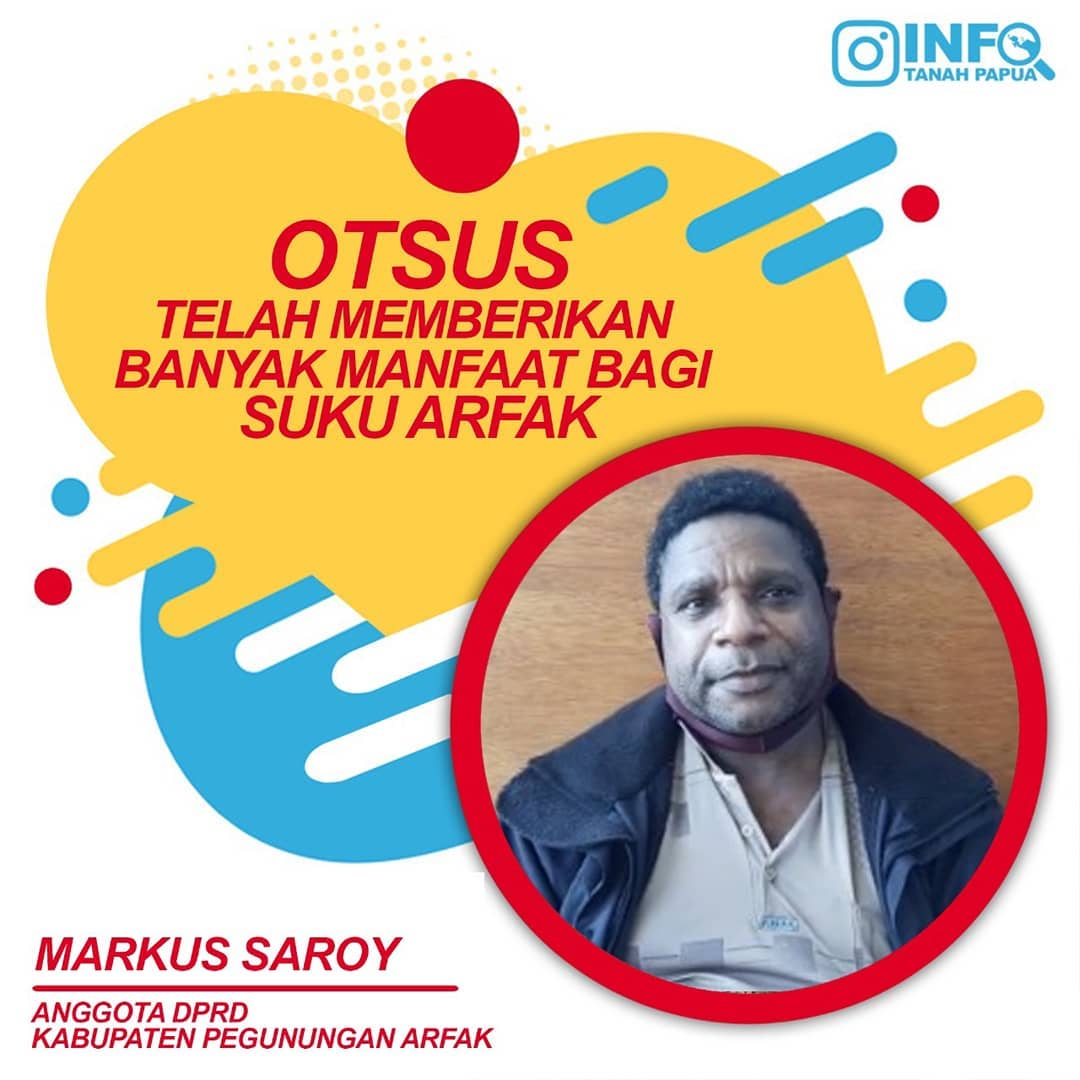 INFO
TANAH PAPUA
OTSUS
TELAH MEMBERIKAN
BANYAK MANFAAT BAGI
SUKU ARFAK
MARKUS SAROY
ANGGOTA DPRD
KABUPATEN PEGUNUNGAN ARFAK